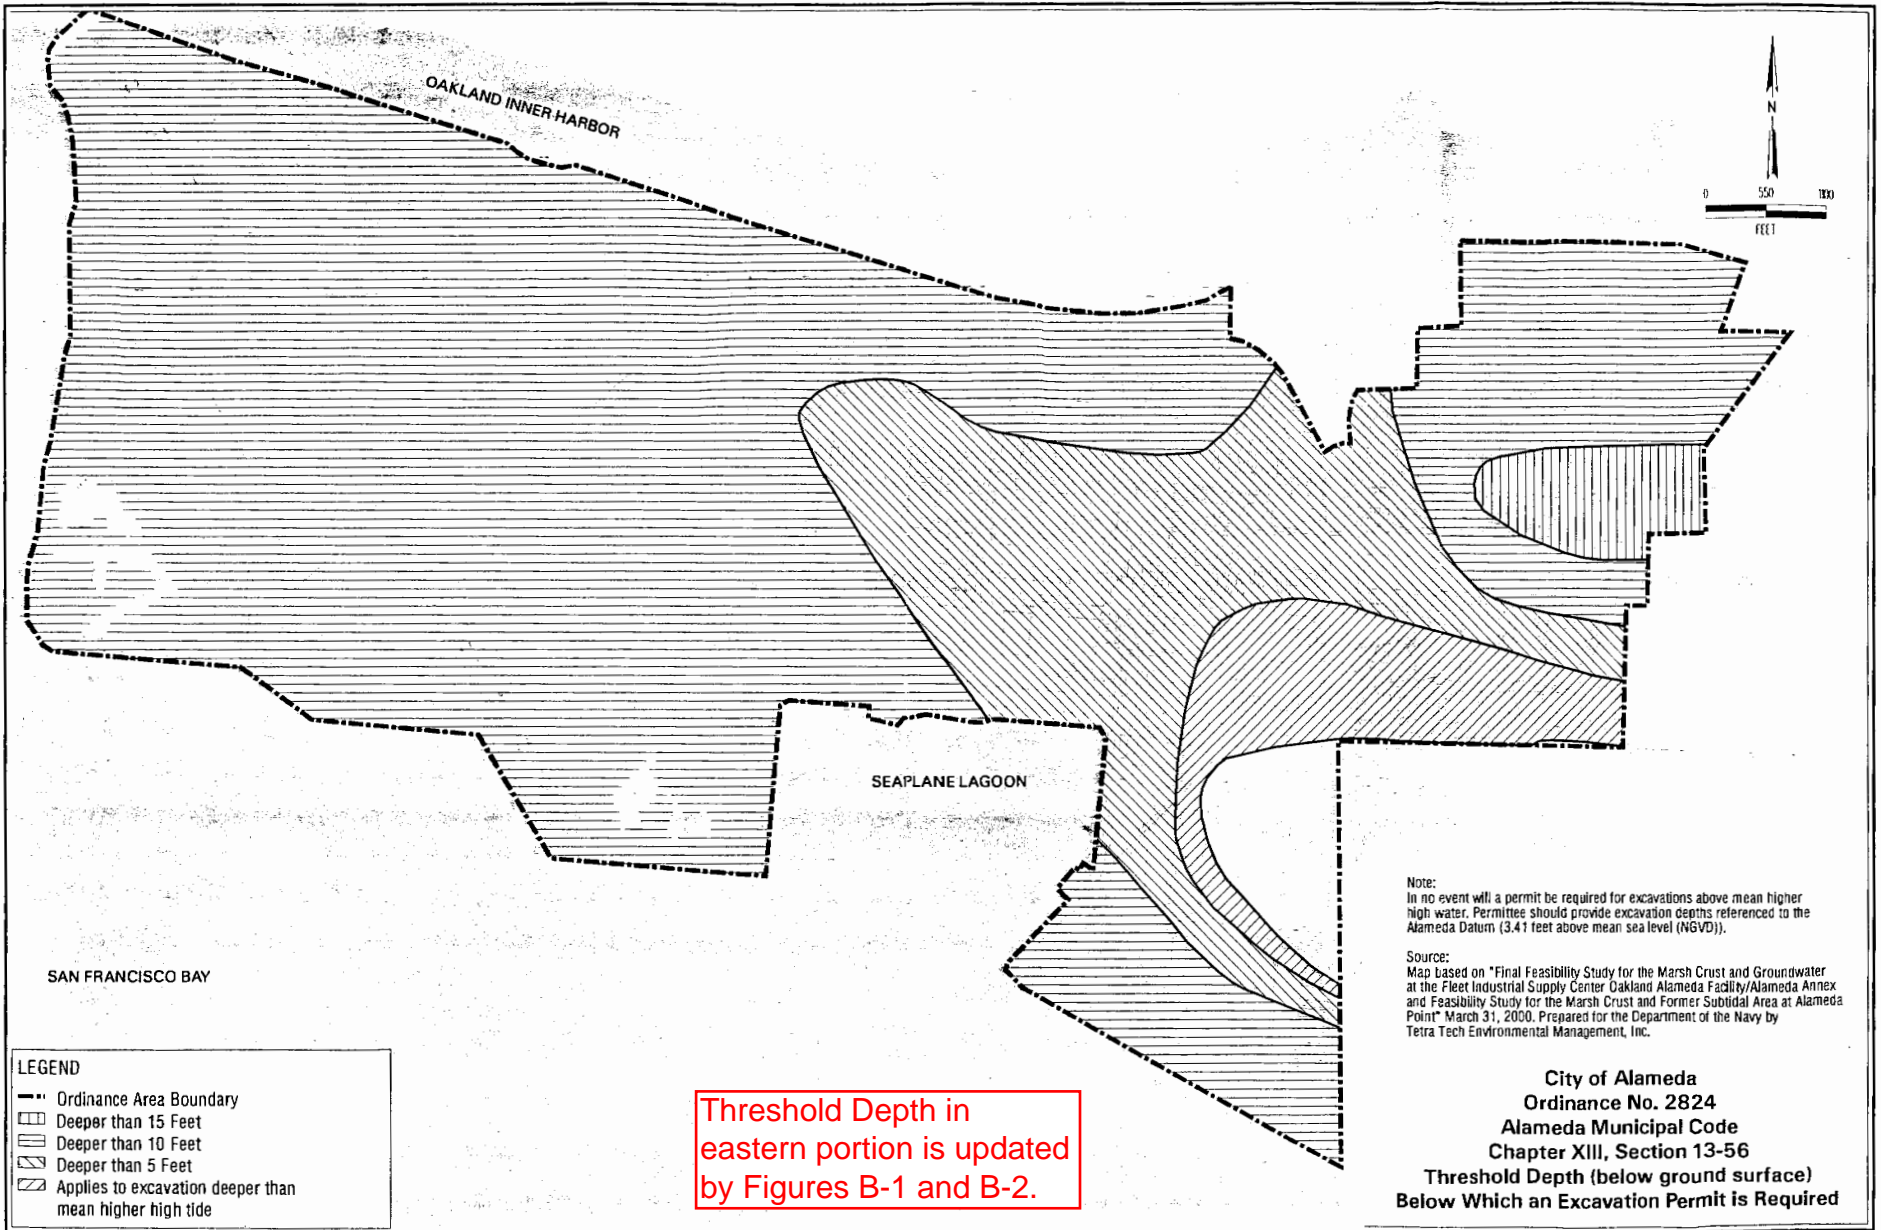 OAKLAND INNER HARBOR
N
0 550 1100
FEET
SEAPLANE LAGOON
SAN FRANCISCO BAY
Note:
In no event will a permit be required for excavations above mean higher
high water. Permittee should provide excavation depths referenced to the
Alameda Datum (3.41 feet above mean sea level (NGVD)).
Source:
Map based on "Final Feasibility Study for the Marsh Crust and Groundwater
at the Fleet Industrial Supply Center Oakland Alameda Facility/Alameda Annex
and Feasibility Study for the Marsh Crust and Former Subtidal Area at Alameda
Point" March 31, 2000. Prepared for the Department of the Navy by
Tetra Tech Environmental Management, Inc.
LEGEND
Ordinance Area Boundary
Deeper than 15 Feet
Deeper than 10 Feet
Deeper than 5 Feet
Applies to excavation deeper than
mean higher high tide
Threshold Depth in
eastern portion is updated
by Figures B-1 and B-2.
City of Alameda
Ordinance No. 2824
Alameda Municipal Code
Chapter XIII, Section 13-56
Threshold Depth (below ground surface)
Below Which an Excavation Permit is Required